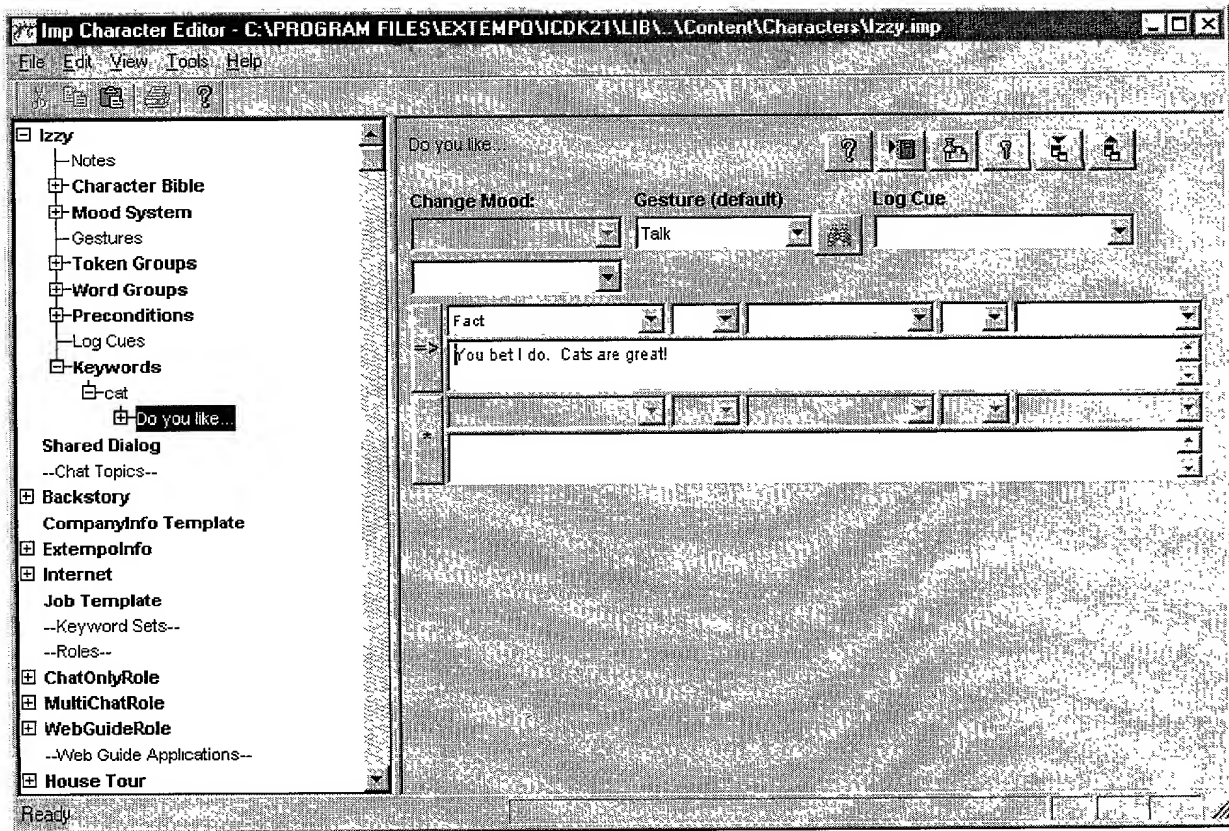 Imp Character Editor - C:\PROGRAM FILES\EXTEMPO\ICDK21\LIB\..\Content\Characters\Izzy.imp
File Edit View Tools Help
Izzy
Notes
Character Bible
Mood System
Gestures
Token Groups
Word Groups
Preconditions
Log Cues
Keywords
cat
Do you like...
Shared Dialog
--Chat Topics--
Backstory
CompanyInfo Template
ExtempoInfo
Internet
Job Template
--Keyword Sets--
--Roles--
ChatOnlyRole
MultiChatRole
WebGuideRole
--Web Guide Applications--
House Tour
Do you like...
Change Mood: Gesture (default) Log Cue
Talk
Fact
=>
You bet I do. Cats are great!
*
Ready